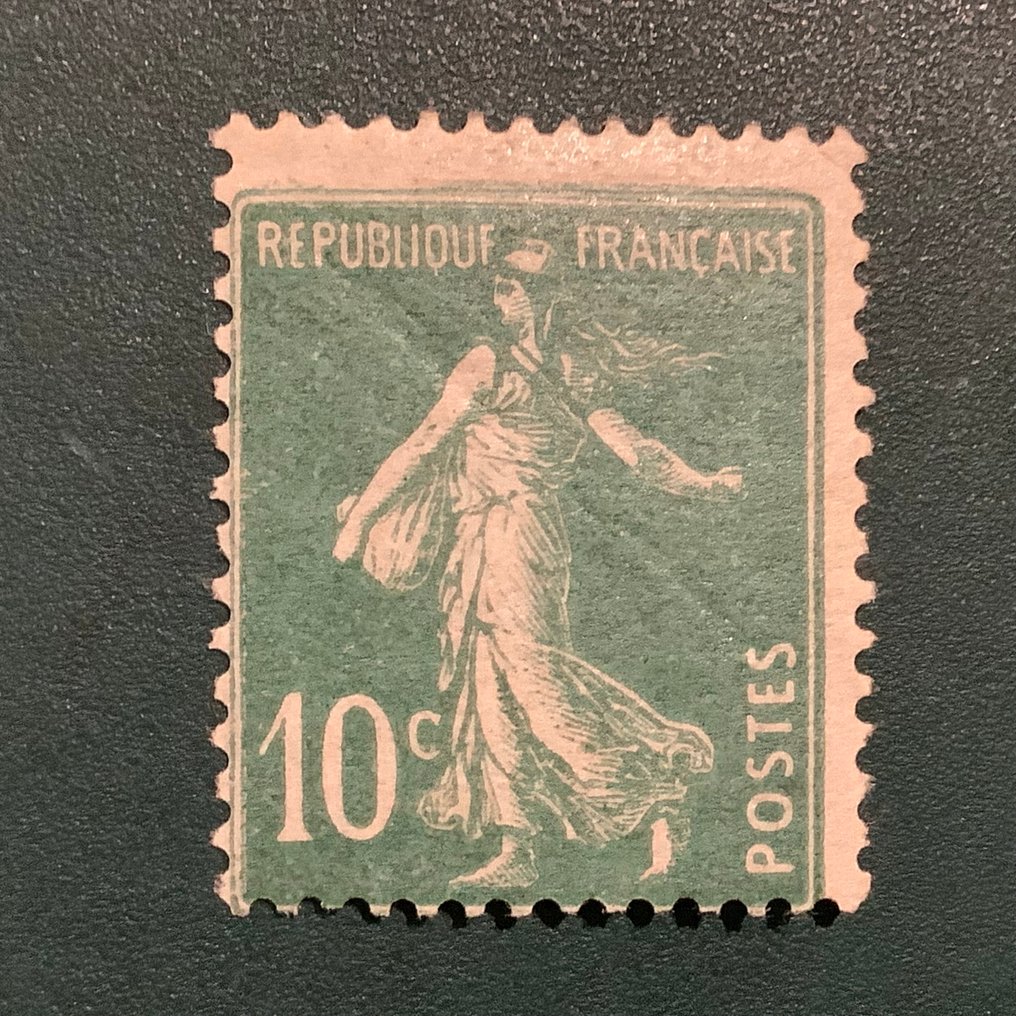 REPUBLIQUE FRANÇAISE
10c
POSTES